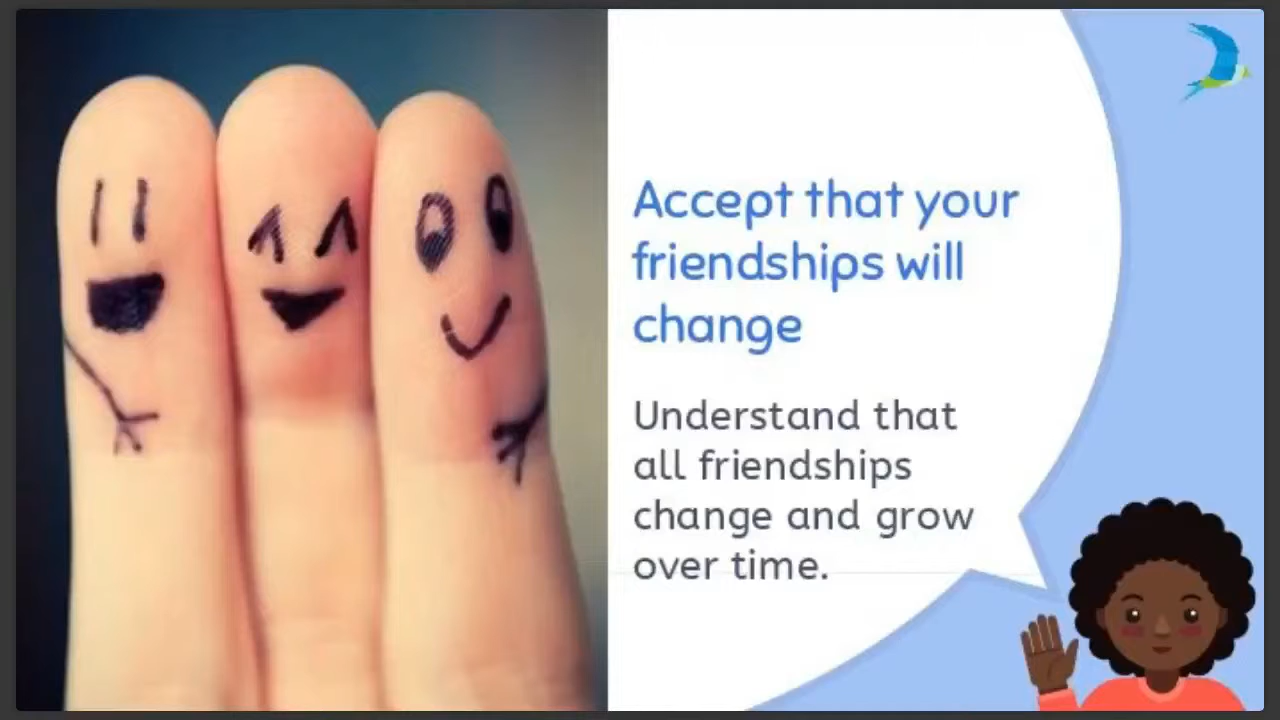 Accept that your
friendships will
change
Understand that
all friendships
change and grow
over time.